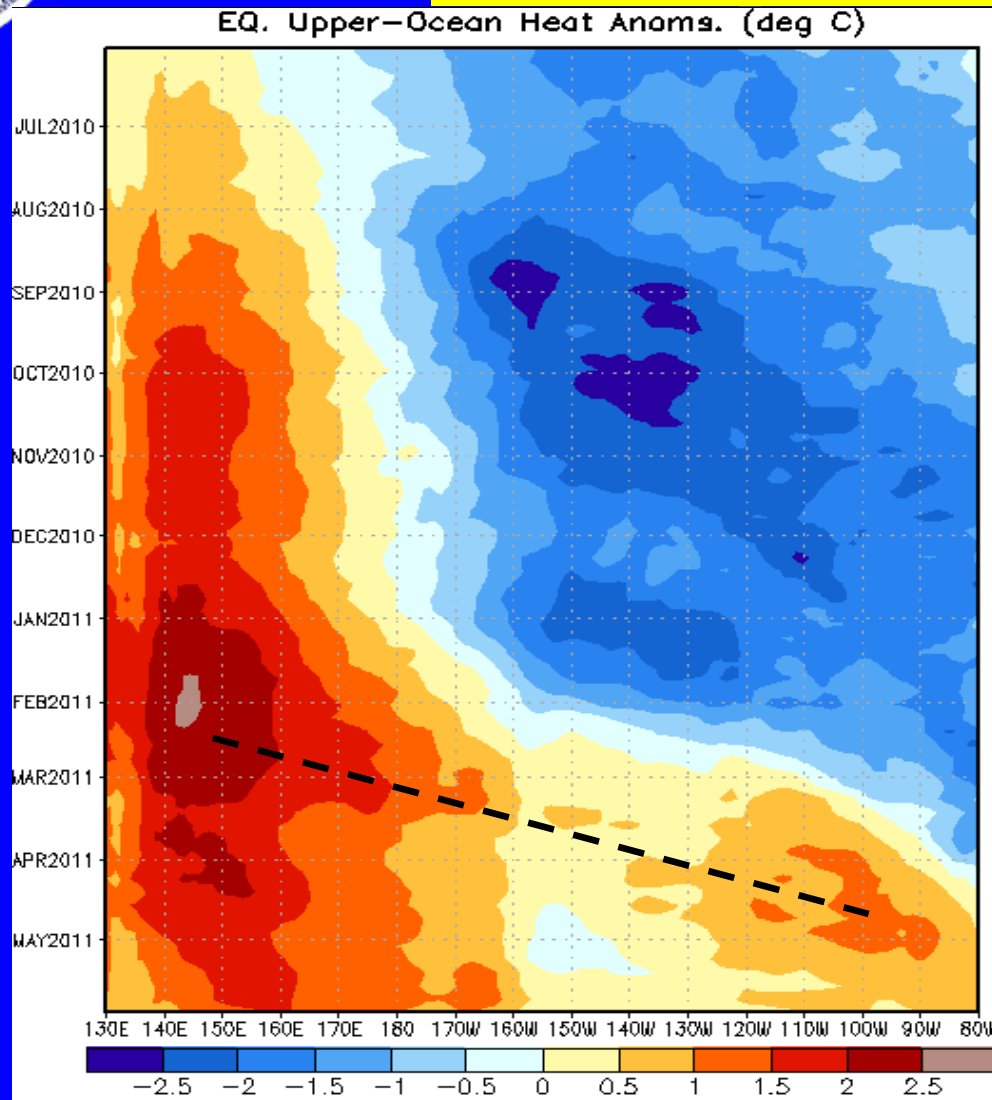 EQ. Upper-Ocean Heat Anoms. (deg C)
JUL2010
AUG2010
SEP2010
OCT2010
NOV2010
DEC2010
JAN2011
FEB2011
MAR2011
APR2011
MAY2011
130E 140E 150E 160E 170E 180 170W 160W 150W 140W 130W 120W 110W 100W 90W 80W
-2.5 -2 -1.5 -1 -0.5 0 0.5 1 1.5 2 2.5